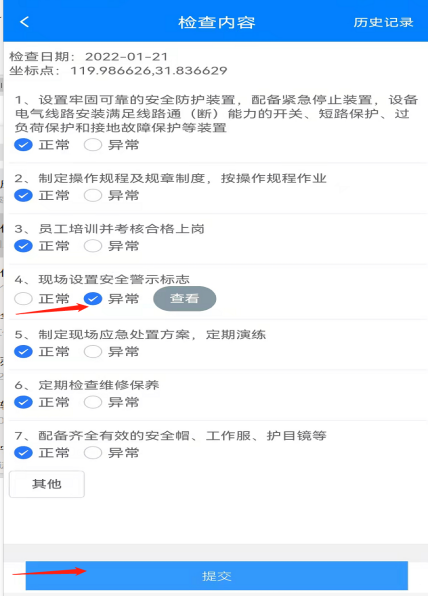 检查内容
历史记录
检查日期：2022-01-21
坐标点：119.986626,31.836629
1、设置牢固可靠的安全防护装置，配备紧急停止装置，设备
电气线路安装满足线路通（断）能力的开关、短路保护、过
负荷保护和接地故障保护等装置
正常 异常
2、制定操作规程及规章制度，按操作规程作业
正常 异常
3、员工培训并考核合格上岗
正常 异常
4、现场设置安全警示标志
正常 异常 查看
5、制定现场应急处置方案，定期演练
正常 异常
6、定期检查维修保养
正常 异常
7、配备齐全有效的安全帽、工作服、护目镜等
正常 异常
其他
提交